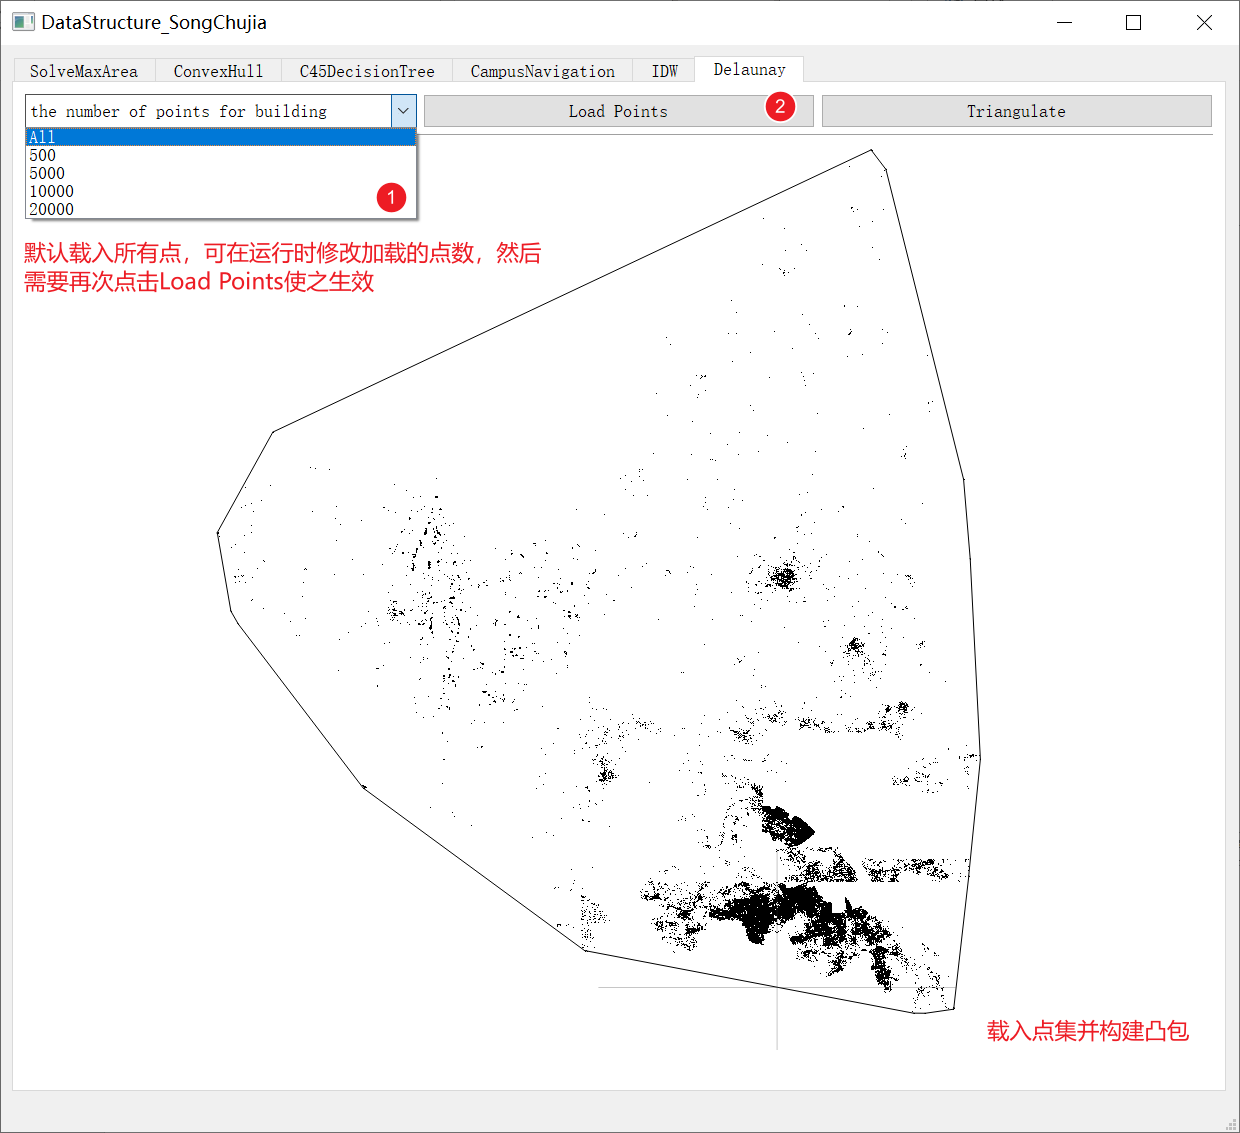 DataStructure_SongChujia
SolveMaxArea ConvexHull C45DecisionTree CampusNavigation IDW Delaunay
the number of points for building Load Points 2 Triangulate
All
500
5000
10000
20000
1
默认载入所有点，可在运行时修改加载的点数，然后
需要再次点击Load Points使之生效
载入点集并构建凸包